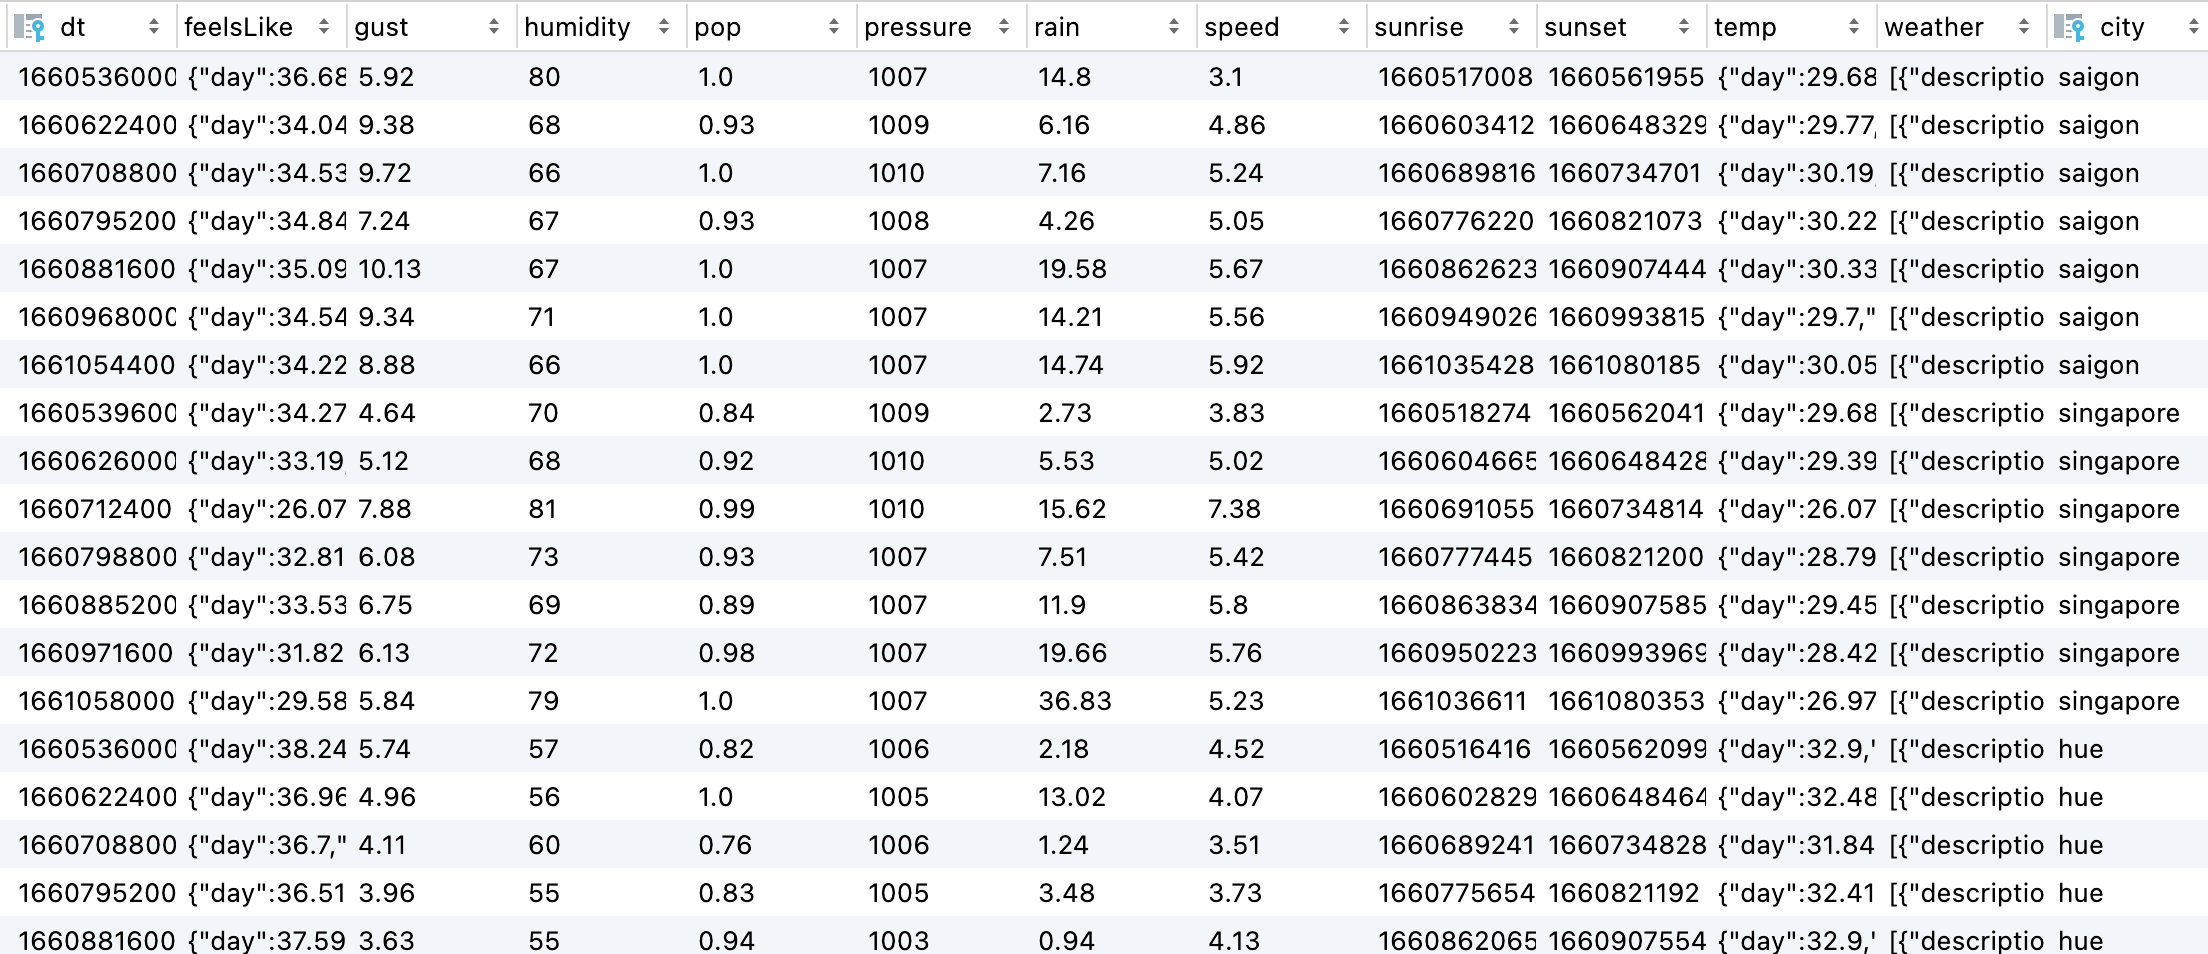 dt feelsLike gust humidity pop pressure rain speed sunrise sunset temp weather city
1660536000 {"day":36.68 5.92 80 1.0 1007 14.8 3.1 1660517008 1660561955 {"day":29.68 [{"descriptio saigon
1660622400 {"day":34.04 9.38 68 0.93 1009 6.16 4.86 1660603412 1660648329 {"day":29.77, [{"descriptio saigon
1660708800 {"day":34.53 9.72 66 1.0 1010 7.16 5.24 1660689816 1660734701 {"day":30.19, [{"descriptio saigon
1660795200 {"day":34.84 7.24 67 0.93 1008 4.26 5.05 1660776220 1660821073 {"day":30.22 [{"descriptio saigon
1660881600 {"day":35.09 10.13 67 1.0 1007 19.58 5.67 1660862623 1660907444 {"day":30.33 [{"descriptio saigon
1660968000 {"day":34.54 9.34 71 1.0 1007 14.21 5.56 1660949026 1660993815 {"day":29.7," [{"descriptio saigon
1661054400 {"day":34.22 8.88 66 1.0 1007 14.74 5.92 1661035428 1661080185 {"day":30.05 [{"descriptio saigon
1660539600 {"day":34.27 4.64 70 0.84 1009 2.73 3.83 1660518274 1660562041 {"day":29.68 [{"descriptio singapore
1660626000 {"day":33.19, 5.12 68 0.92 1010 5.53 5.02 1660604665 1660648428 {"day":29.39 [{"descriptio singapore
1660712400 {"day":26.07 7.88 81 0.99 1010 15.62 7.38 1660691055 1660734814 {"day":26.07 [{"descriptio singapore
1660798800 {"day":32.81 6.08 73 0.93 1007 7.51 5.42 1660777445 1660821200 {"day":28.79 [{"descriptio singapore
1660885200 {"day":33.53 6.75 69 0.89 1007 11.9 5.8 1660863834 1660907585 {"day":29.45 [{"descriptio singapore
1660971600 {"day":31.82 6.13 72 0.98 1007 19.66 5.76 1660950223 1660993969 {"day":28.42 [{"descriptio singapore
1661058000 {"day":29.58 5.84 79 1.0 1007 36.83 5.23 1661036611 1661080353 {"day":26.97 [{"descriptio singapore
1660536000 {"day":38.24 5.74 57 0.82 1006 2.18 4.52 1660516416 1660562099 {"day":32.9,' [{"descriptio hue
1660622400 {"day":36.96 4.96 56 1.0 1005 13.02 4.07 1660602829 1660648464 {"day":32.48 [{"descriptio hue
1660708800 {"day":36.7," 4.11 60 0.76 1006 1.24 3.51 1660689241 1660734828 {"day":31.84 [{"descriptio hue
1660795200 {"day":36.51 3.96 55 0.83 1005 3.48 3.73 1660775654 1660821192 {"day":32.41 [{"descriptio hue
1660881600 {"day":37.59 3.63 55 0.94 1003 0.94 4.13 1660862065 1660907554 {"day":32.9,' [{"descriptio hue